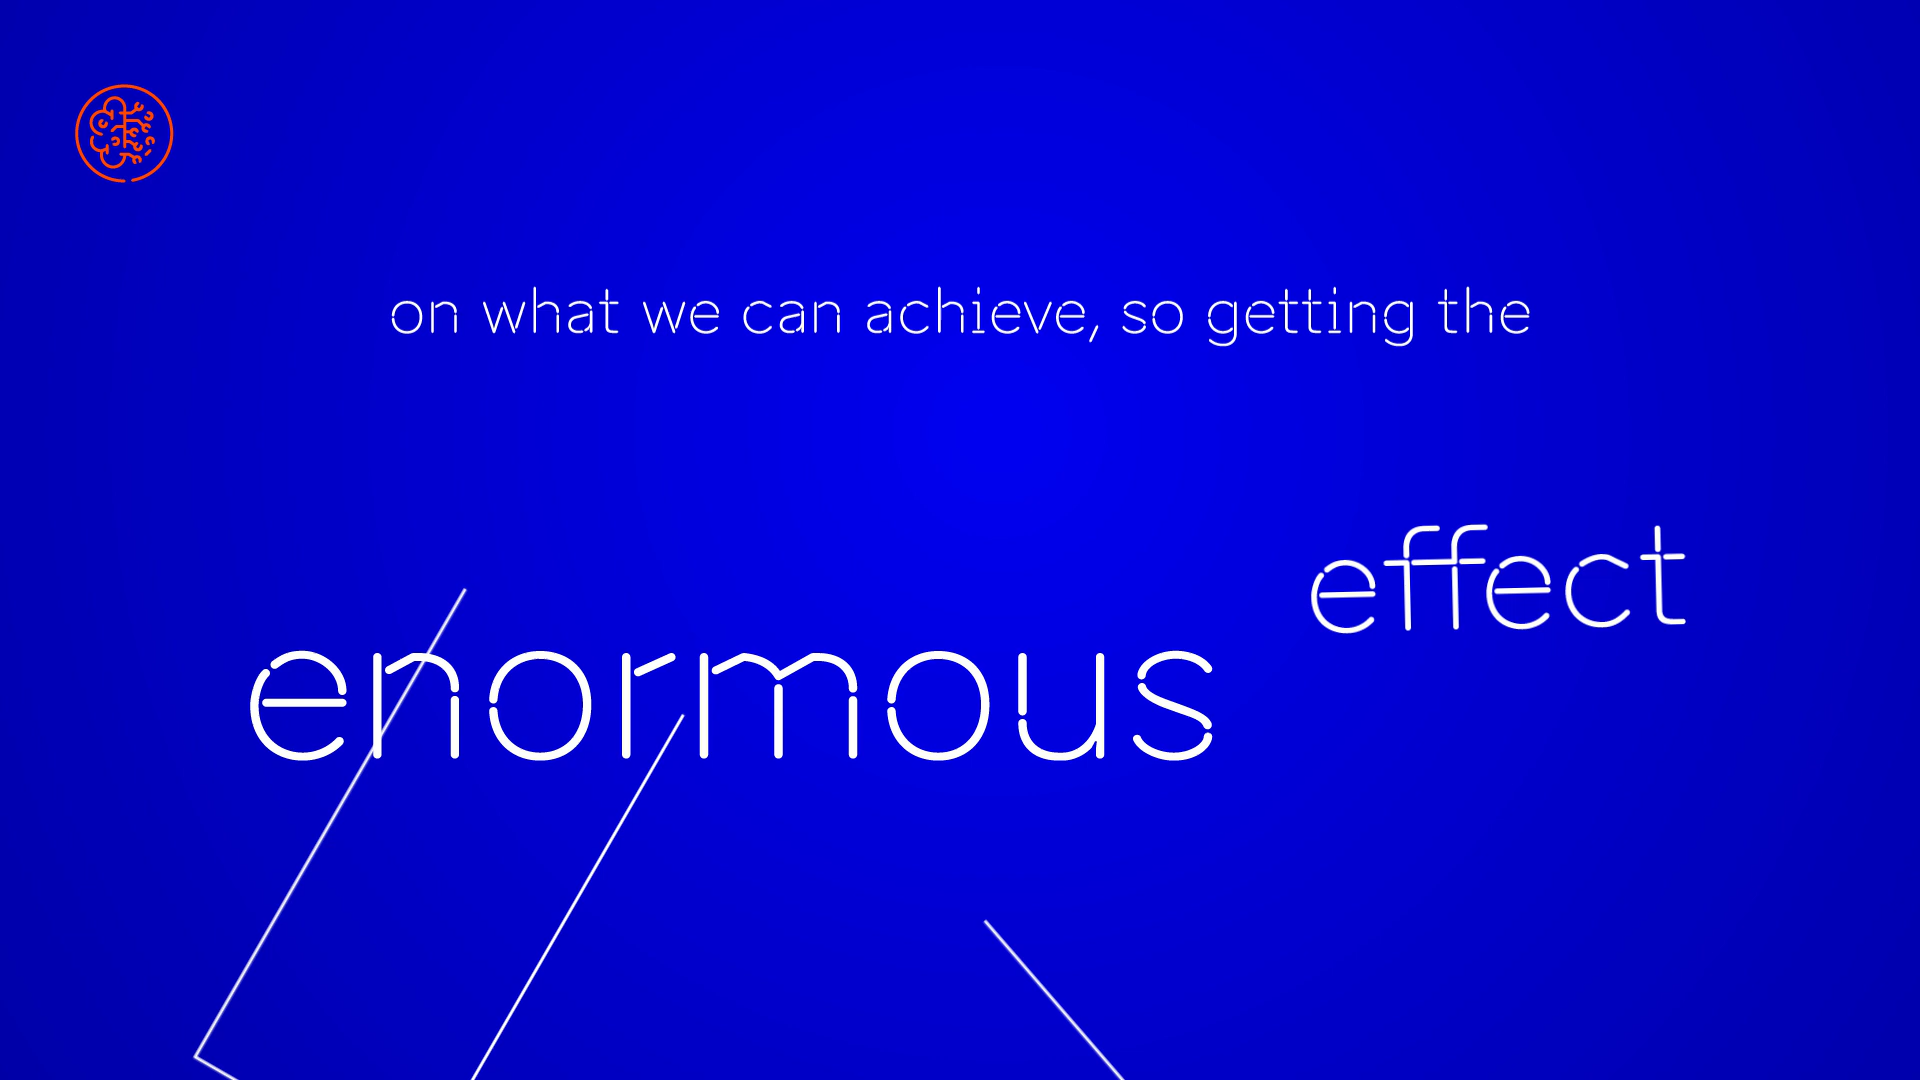 on what we can achieve, so getting the
enormous effect